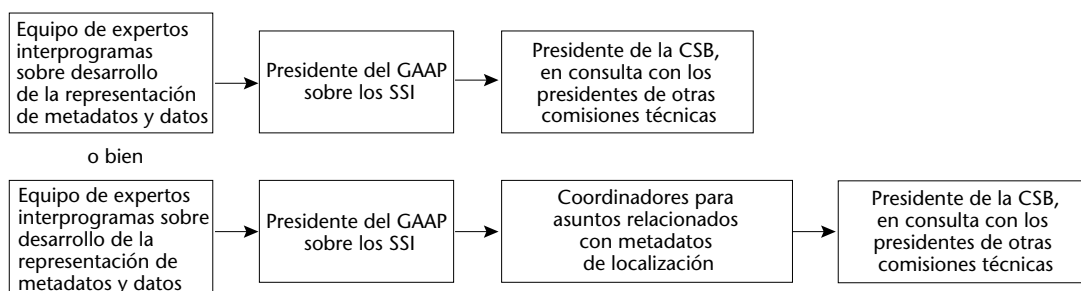 Equipo de expertos
interprogramas
sobre desarrollo
de la representación
de metadatos y datos
Presidente del GAAP
sobre los SSI
Presidente de la CSB,
en consulta con los
presidentes de otras
comisiones técnicas
o bien
Equipo de expertos
interprogramas sobre
desarrollo de la
representación de
metadatos y datos
Presidente del GAAP
sobre los SSI
Coordinadores para
asuntos relacionados
con metadatos
de localización
Presidente de la CSB,
en consulta con los
presidentes de otras
comisiones técnicas